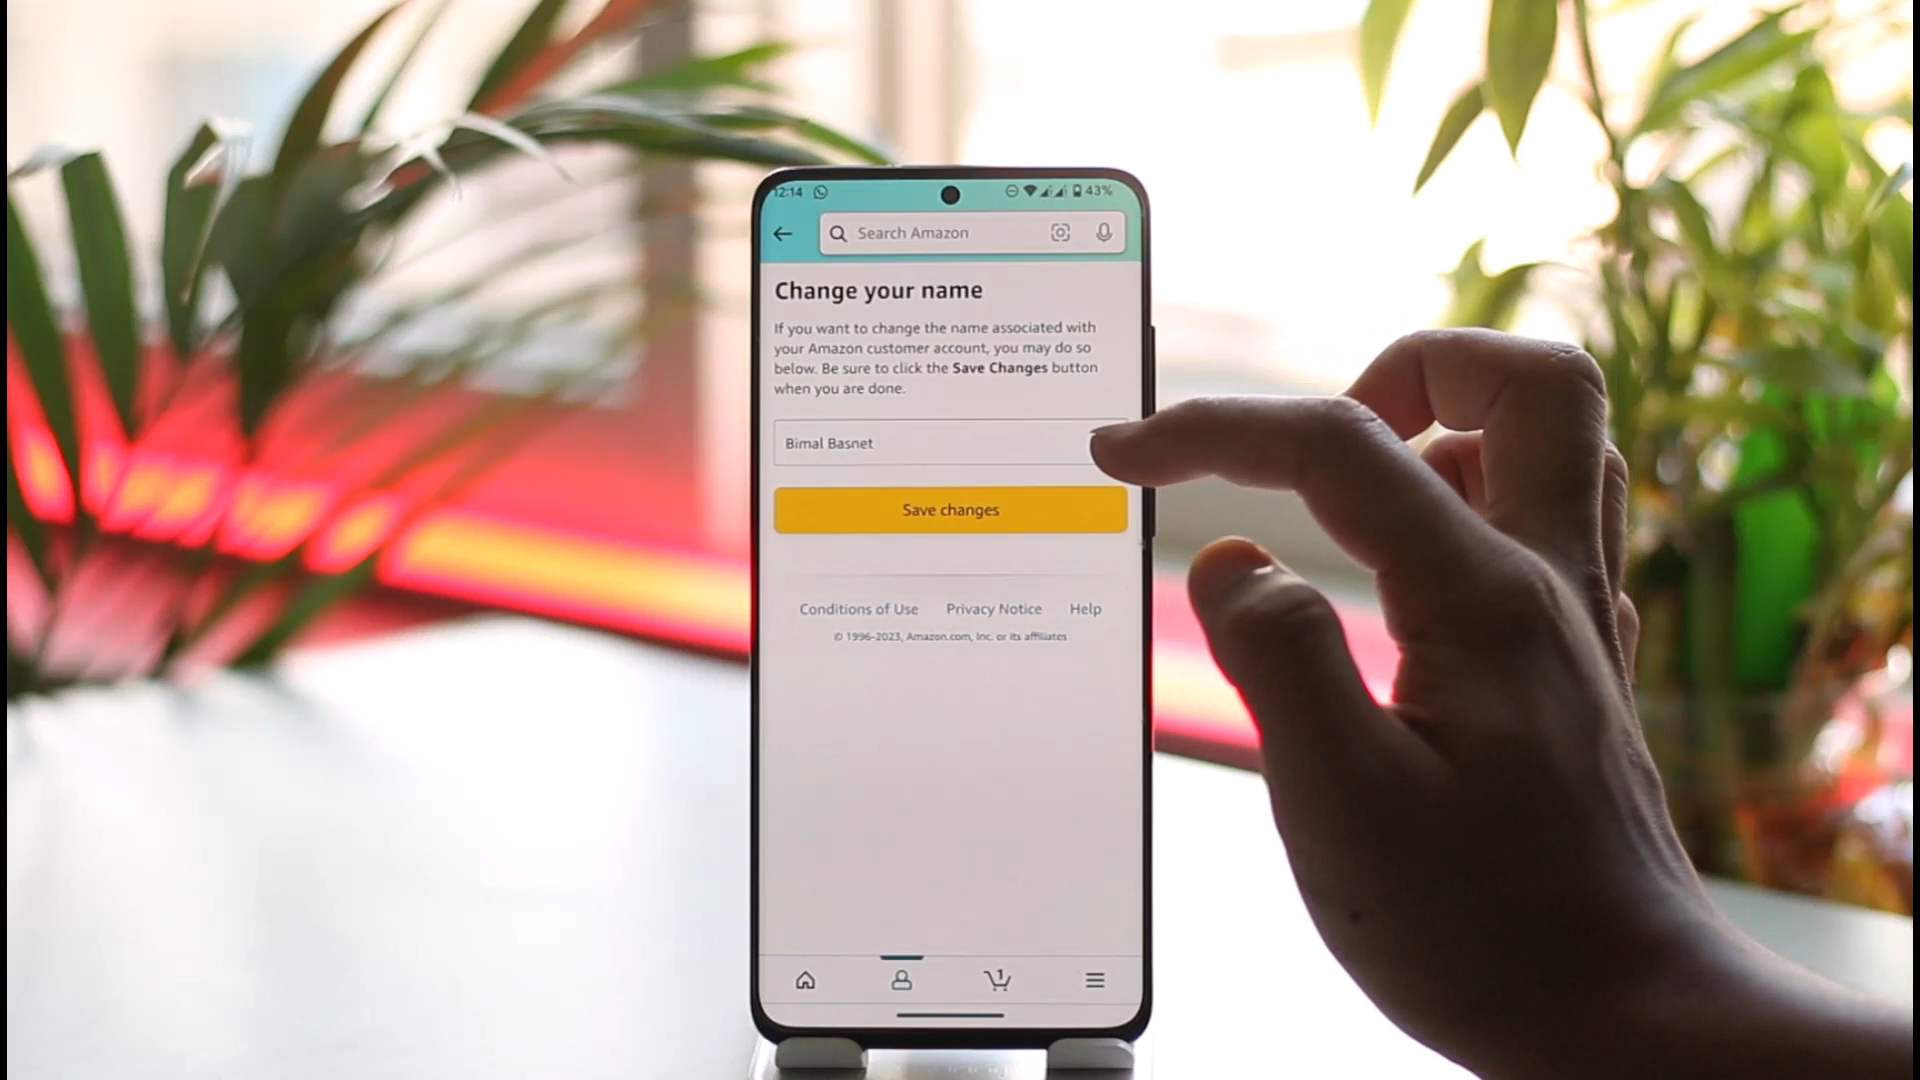 12:14 43%
Search Amazon
Change your name
If you want to change the name associated with
your Amazon customer account, you may do so
below. Be sure to click the Save Changes button
when you are done.
Bimal Basnet
Save changes
Conditions of Use Privacy Notice Help
© 1996-2023, Amazon.com, Inc. or its affiliates
1